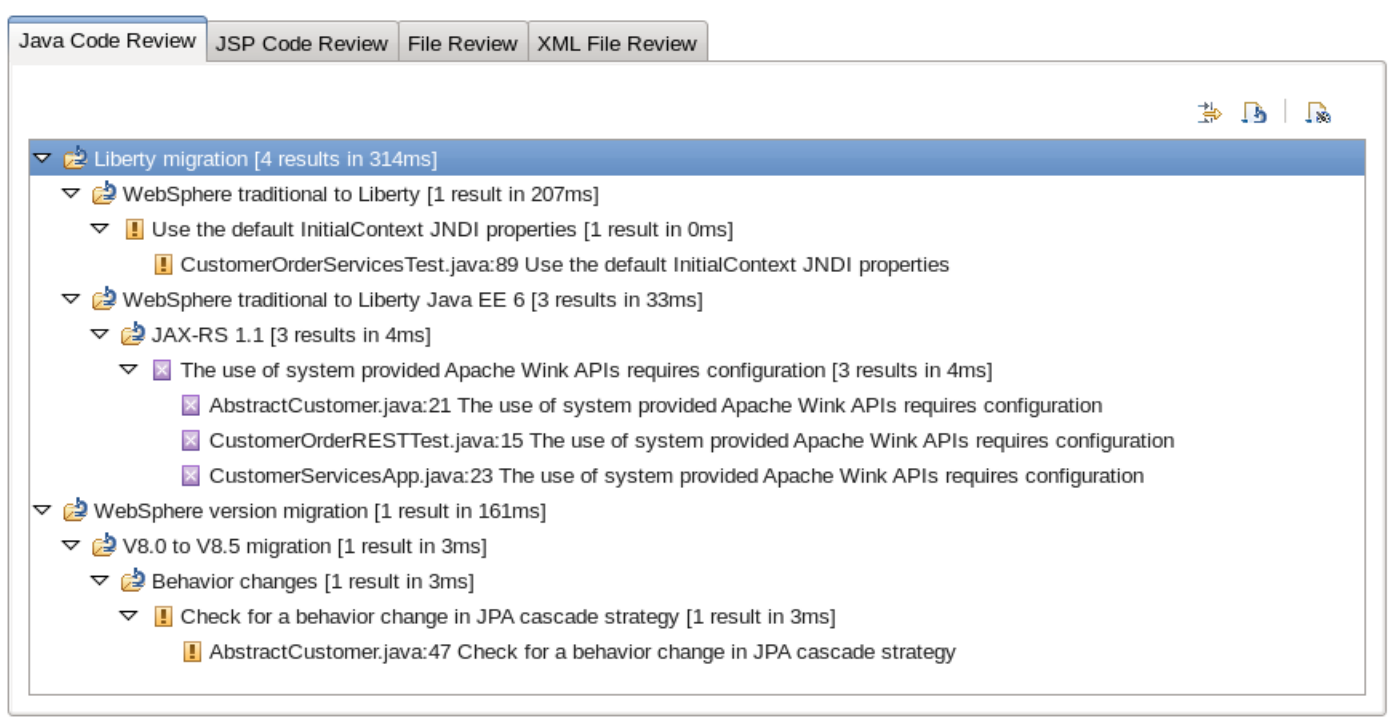 Java Code Review JSP Code Review File Review XML File Review
Liberty migration [4 results in 314ms]
WebSphere traditional to Liberty [1 result in 207ms]
Use the default InitialContext JNDI properties [1 result in 0ms]
CustomerOrderServicesTest.java:89 Use the default InitialContext JNDI properties
WebSphere traditional to Liberty Java EE 6 [3 results in 33ms]
JAX-RS 1.1 [3 results in 4ms]
The use of system provided Apache Wink APIs requires configuration [3 results in 4ms]
AbstractCustomer.java:21 The use of system provided Apache Wink APIs requires configuration
CustomerOrderRESTTest.java:15 The use of system provided Apache Wink APIs requires configuration
CustomerServicesApp.java:23 The use of system provided Apache Wink APIs requires configuration
WebSphere version migration [1 result in 161ms]
V8.0 to V8.5 migration [1 result in 3ms]
Behavior changes [1 result in 3ms]
Check for a behavior change in JPA cascade strategy [1 result in 3ms]
AbstractCustomer.java:47 Check for a behavior change in JPA cascade strategy